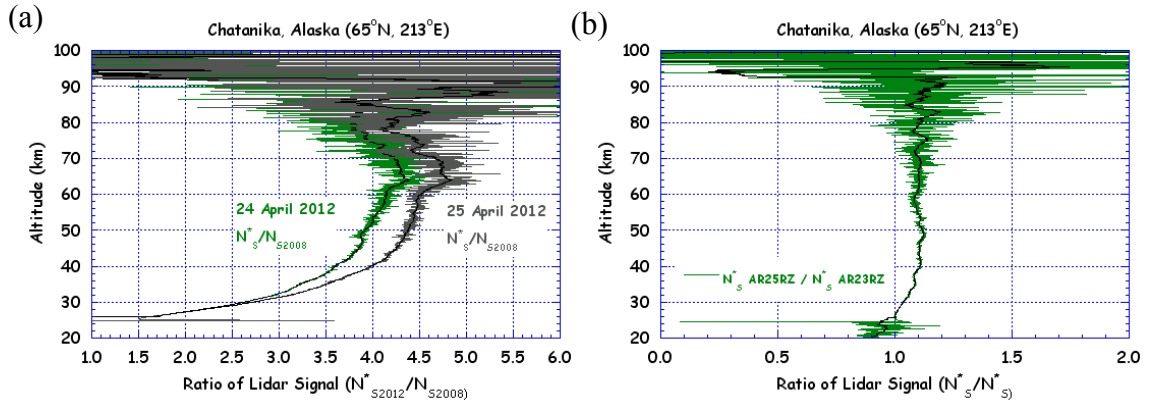 (a)
Chatanika, Alaska (65°N, 213°E)
Altitude (km)
100
90
80
70
60
50
40
30
20
24 April 2012
N*S/NS2008
25 April 2012
N*S/NS2008
1.0 1.5 2.0 2.5 3.0 3.5 4.0 4.5 5.0 5.5 6.0
Ratio of Lidar Signal (N*S2012/NS2008)
(b)
Chatanika, Alaska (65°N, 213°E)
Altitude (km)
100
90
80
70
60
50
40
30
20
N*S AR25RZ / N*S AR23RZ
0.0 0.5 1.0 1.5 2.0
Ratio of Lidar Signal (N*S/N*S)